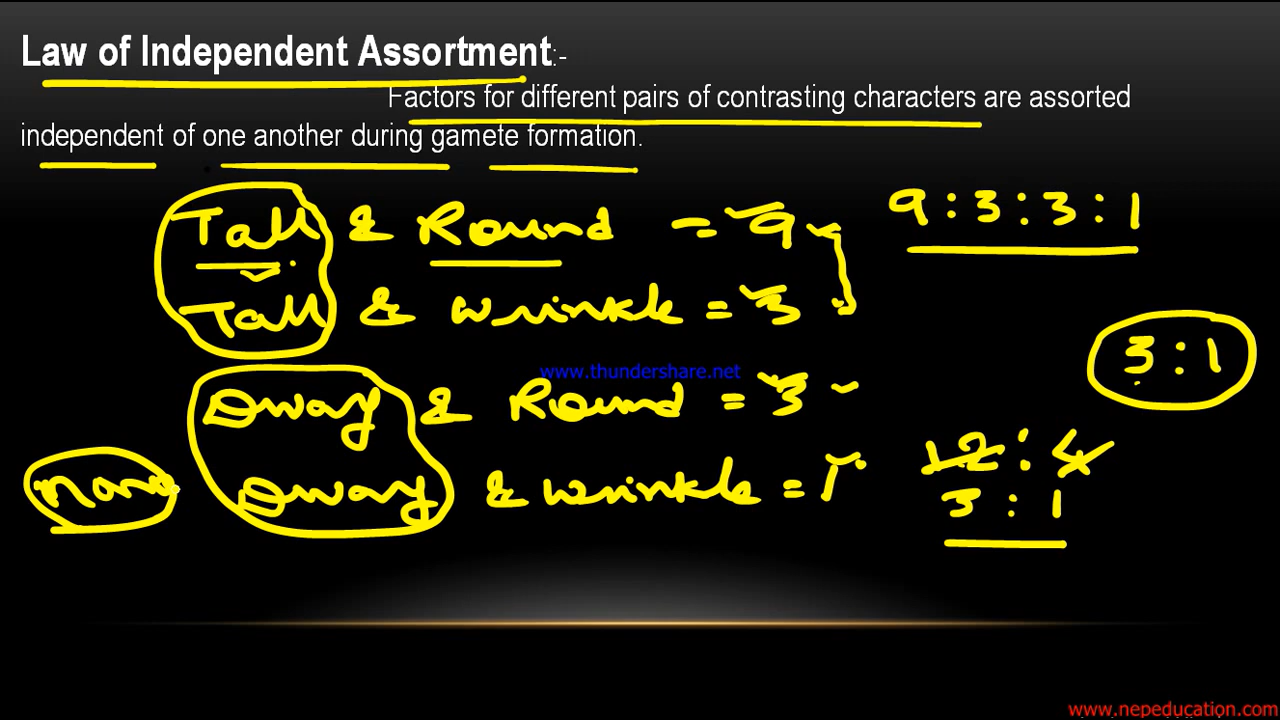 Law of Independent Assortment:-
Factors for different pairs of contrasting characters are assorted
independent of one another during gamete formation.
Tall & Round = 9
9 : 3 : 3 : 1
Tall & wrinkle = 3
3 : 1
www.thundershare.net
Dwarf & Round = 3
12 : 4
Dwarf & wrinkle = 1
3 : 1
www.nepeducation.com